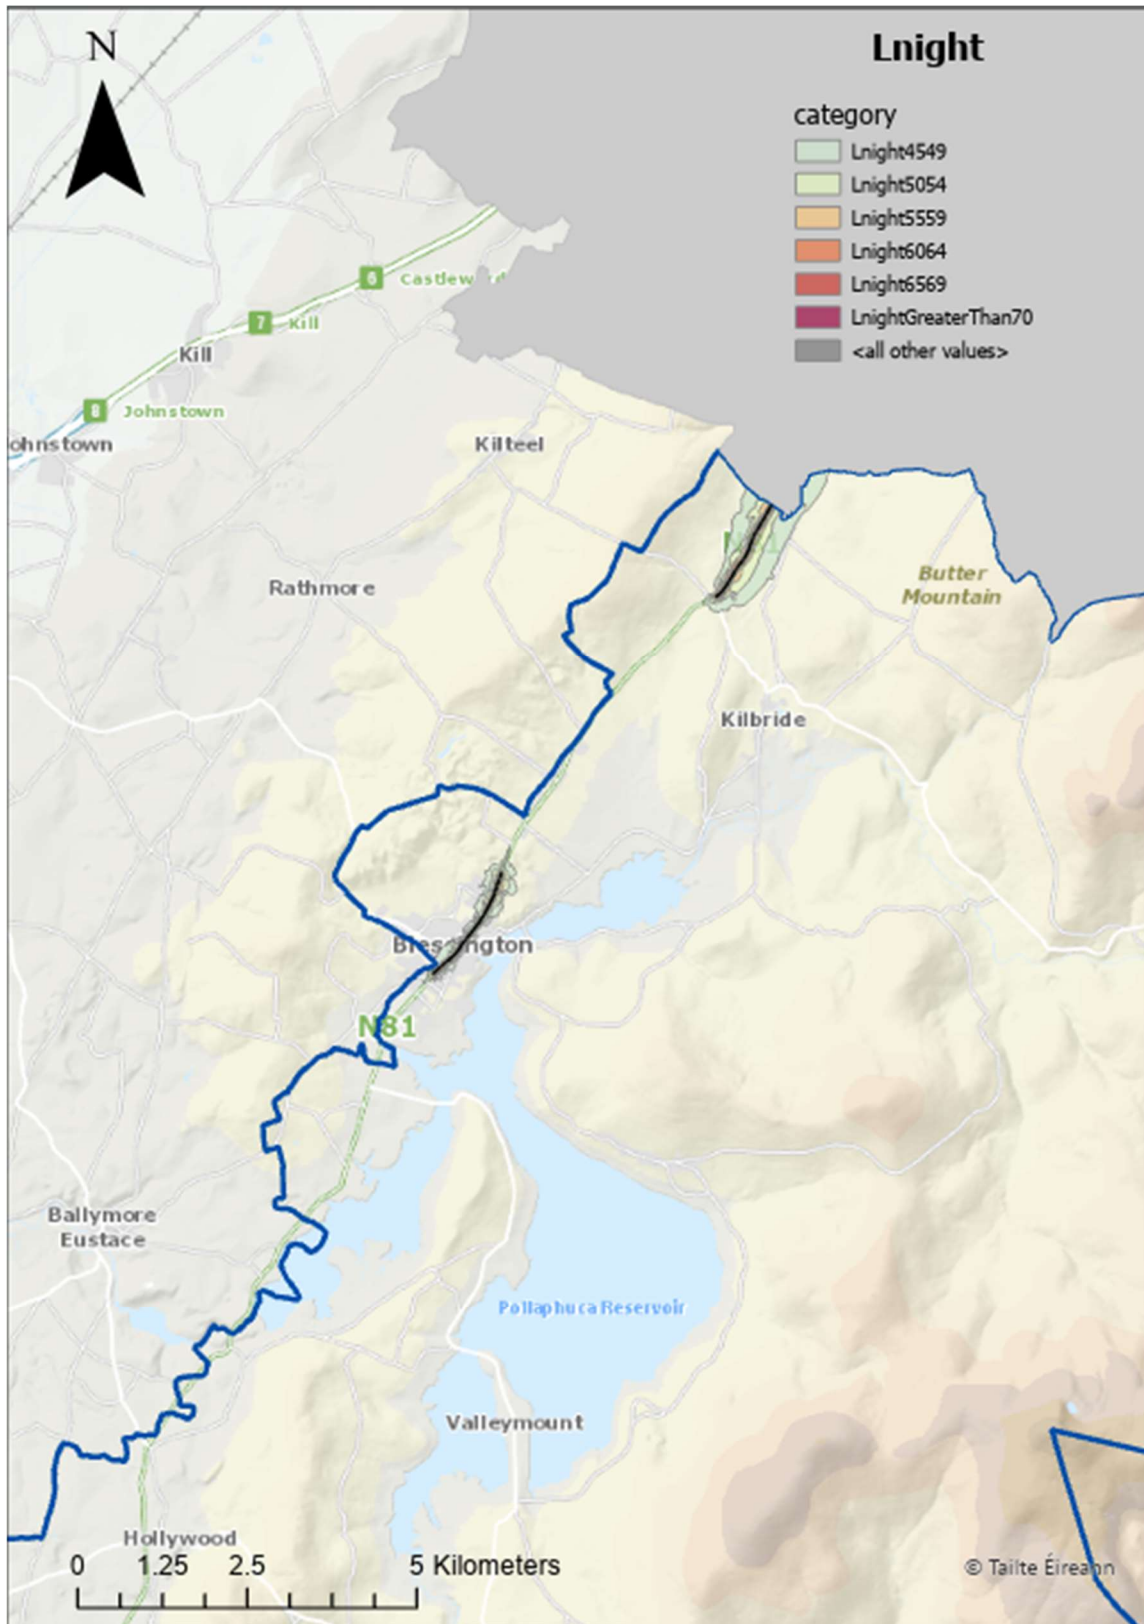 Lnight
N
category
Lnight4549
Lnight5054
Lnight5559
Lnight6064
Lnight6569
LnightGreaterThan70
<all other values>
6
7 Kill
Kill
8 Johnstown
ohnstown
Kilteel
Rathmore
Butter
Mountain
Kilbride
Blessington
N81
Ballymore
Eustace
Pollaphuca Reservoir
Valleymount
Hollywood
0 1.25 2.5 5 Kilometers
© Tailte Éireann